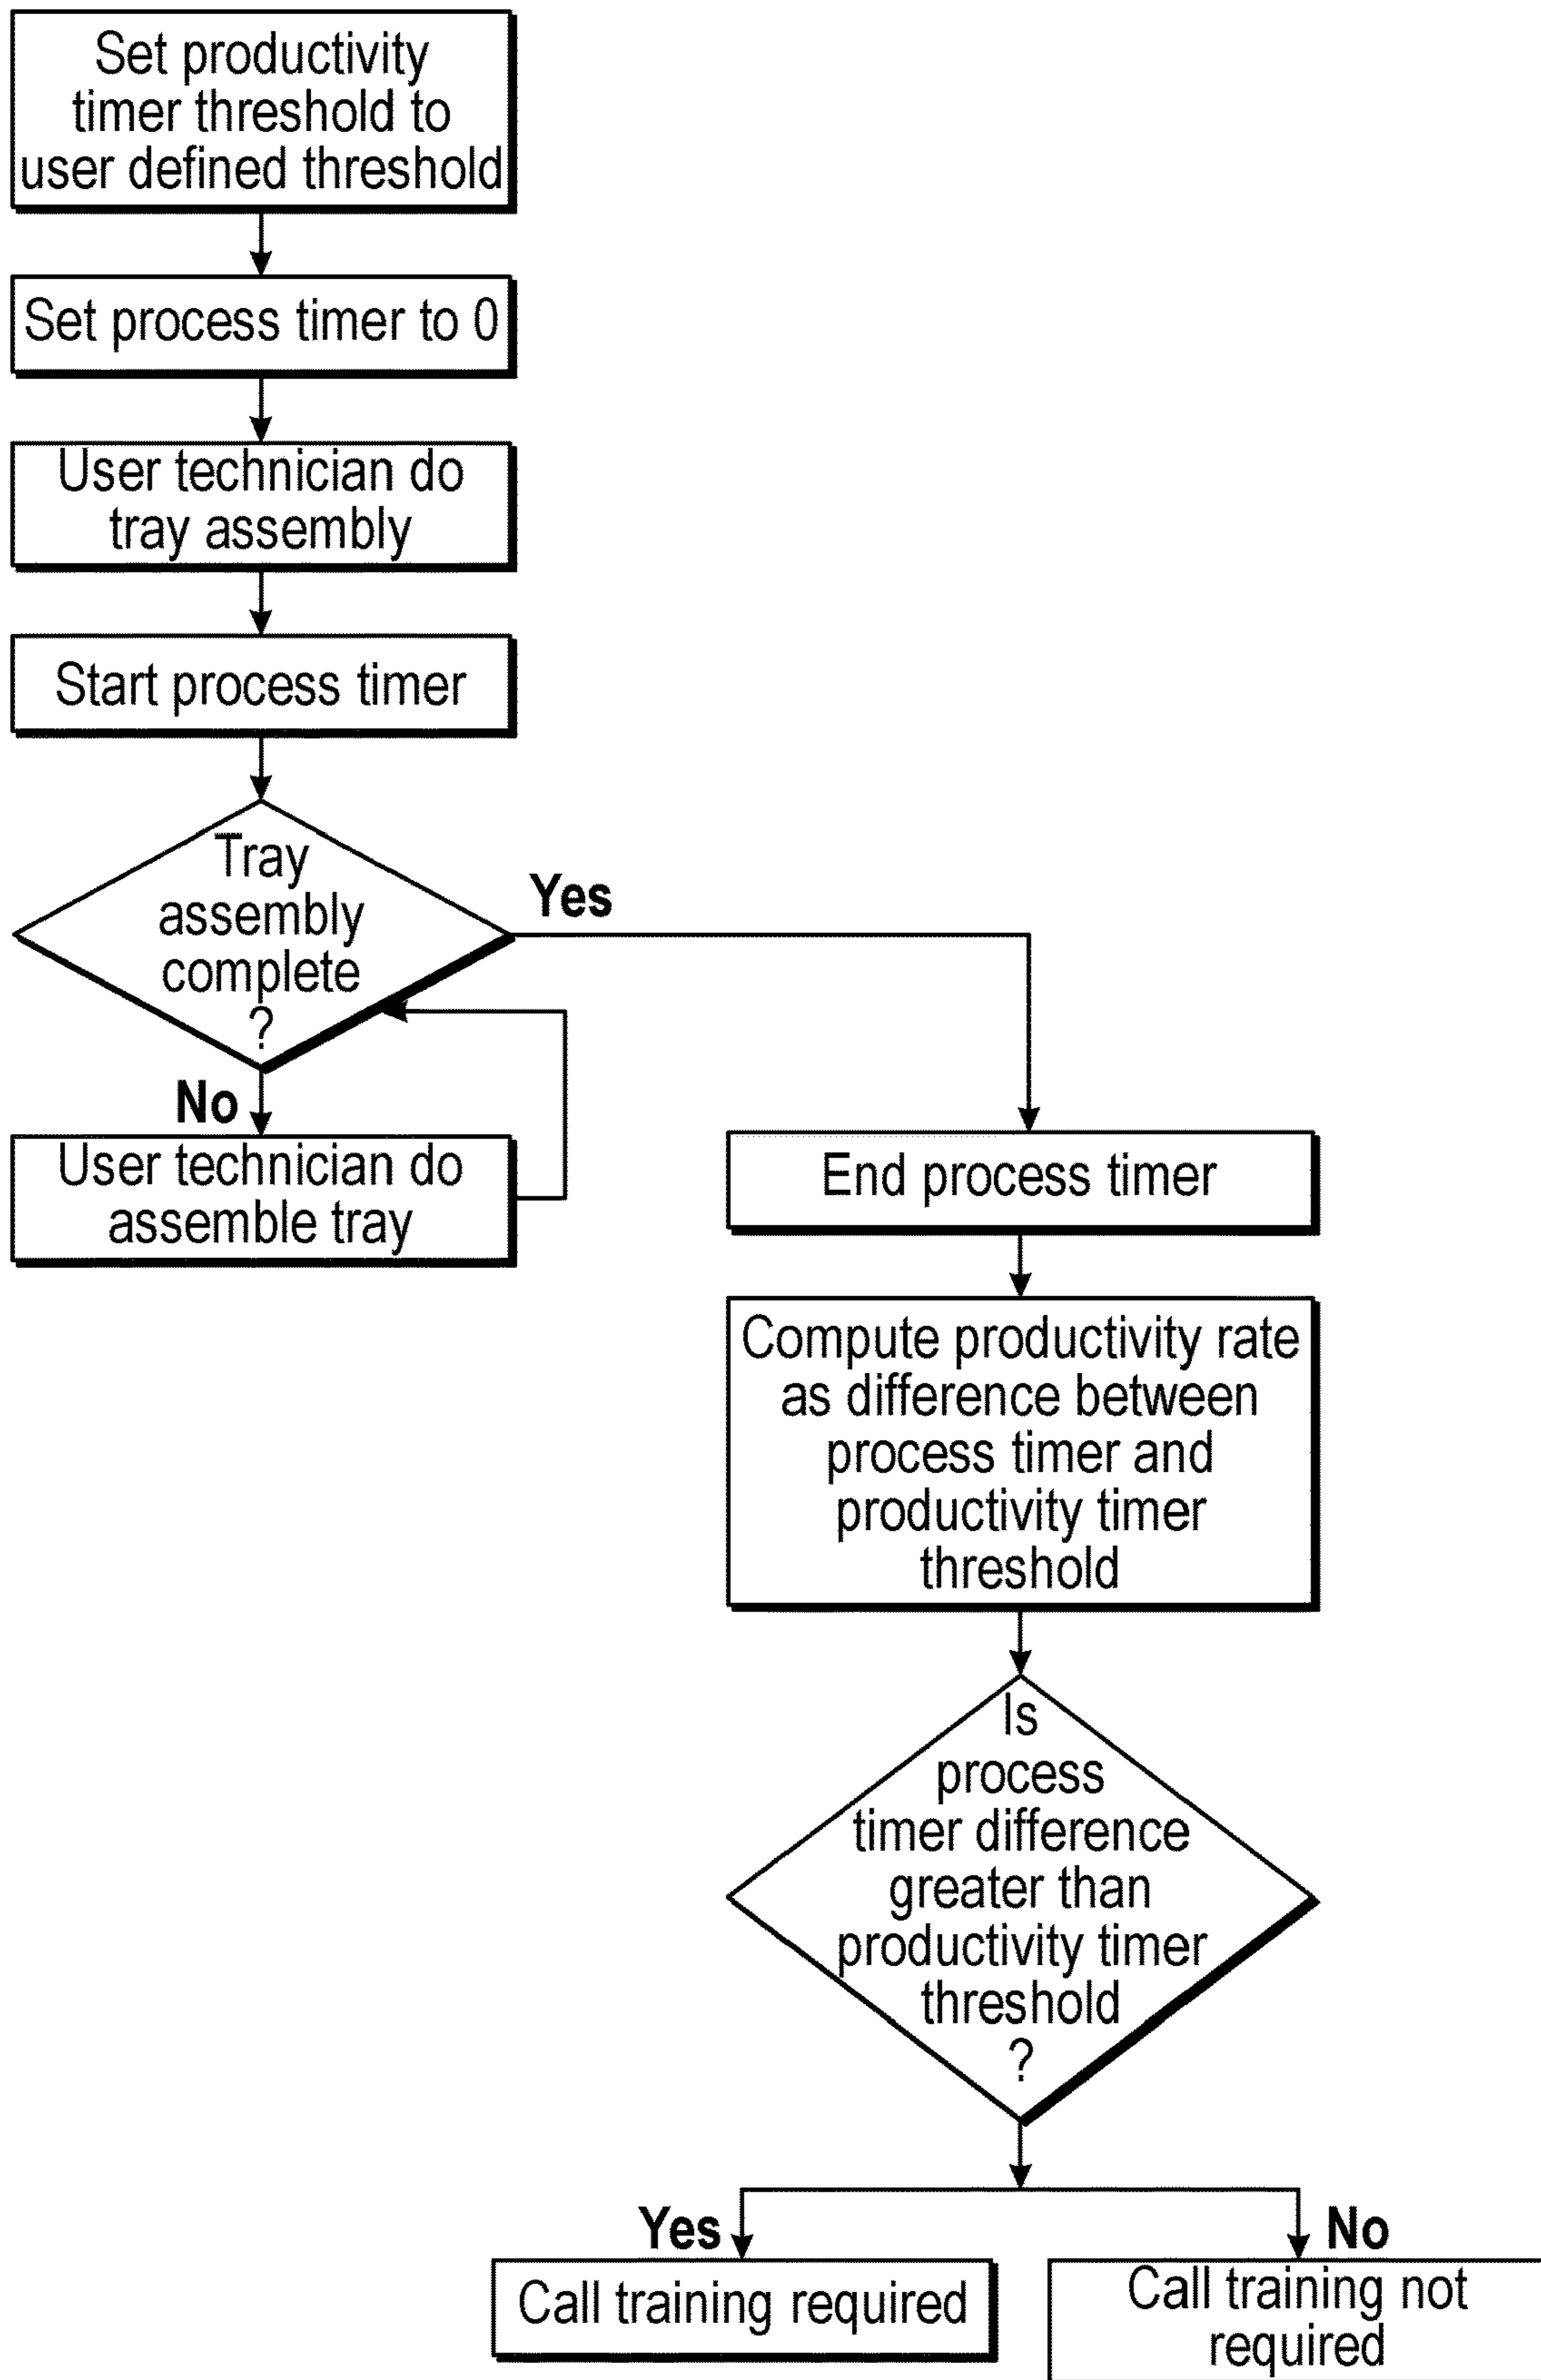 Set productivity
timer threshold to
user defined threshold
Set process timer to 0
User technician do
tray assembly
Start process timer
Tray
assembly
complete
?
Yes
No
User technician do
assemble tray
End process timer
Compute productivity rate
as difference between
process timer and
productivity timer
threshold
Is
process
timer difference
greater than
productivity timer
threshold
?
Yes
No
Call training required
Call training not
required